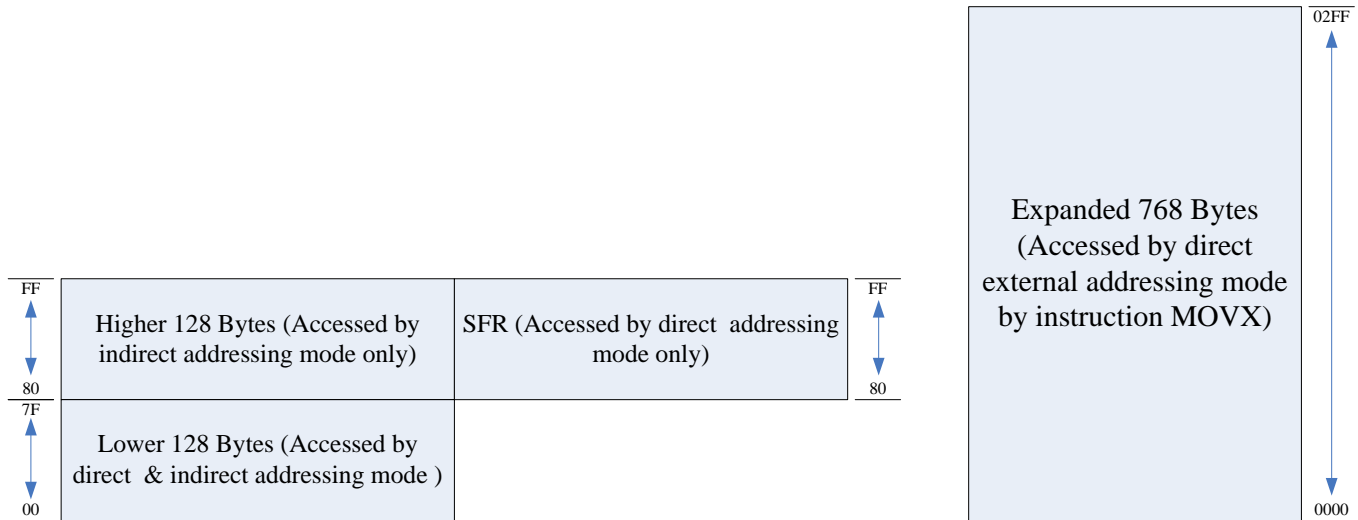 02FF
Expanded 768 Bytes
(Accessed by direct
external addressing mode
by instruction MOVX)
0000
FF
Higher 128 Bytes (Accessed by
indirect addressing mode only)
80
SFR (Accessed by direct addressing
mode only)
FF
80
7F
Lower 128 Bytes (Accessed by
direct & indirect addressing mode )
00